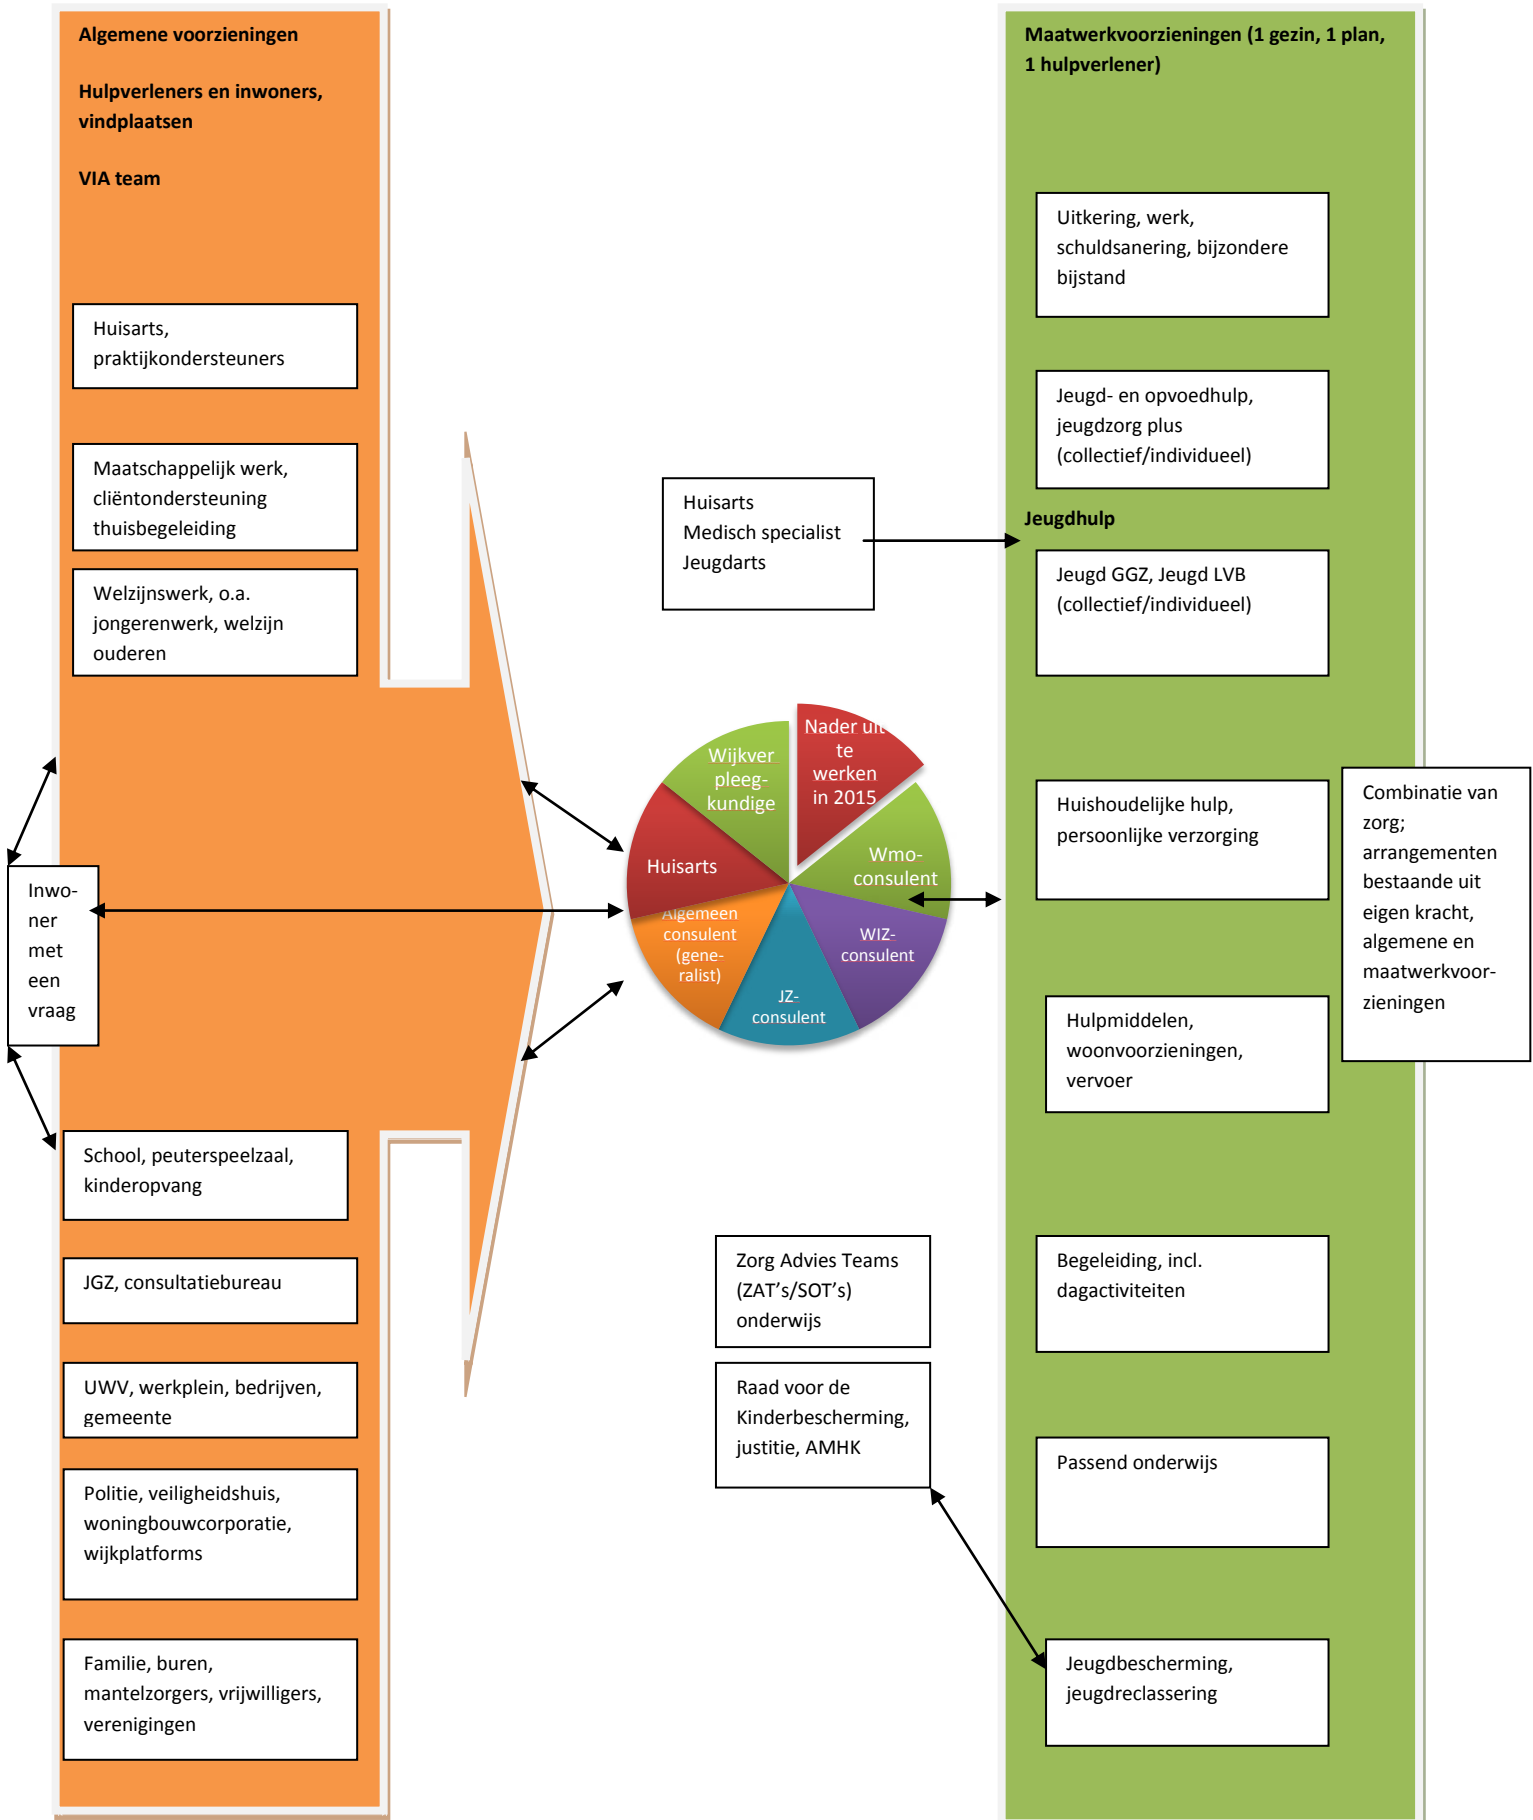 Algemene voorzieningen
Hulpverleners en inwoners,
vindplaatsen
VIA team
Huisarts,
praktijkondersteuners
Maatschappelijk werk,
cliëntondersteuning
thuisbegeleiding
Welzijnswerk, o.a.
jongerenwerk, welzijn
ouderen
Inwo-
ner
met
een
vraag
School, peuterspeelzaal,
kinderopvang
JGZ, consultatiebureau
UWV, werkplein, bedrijven,
gemeente
Politie, veiligheidshuis,
woningbouwcorporatie,
wijkplatforms
Familie, buren,
mantelzorgers, vrijwilligers,
verenigingen
Huisarts
Medisch specialist
Jeugdarts
Nader uit
te
werken
in 2015
Wmo-
consulent
WIZ-
consulent
JZ-
consulent
Algemeen
consulent
(gene-
ralist)
Huisarts
Wijkver
pleeg-
kundige
Zorg Advies Teams
(ZAT's/SOT's)
onderwijs
Raad voor de
Kinderbescherming,
justitie, AMHK
Maatwerkvoorzieningen (1 gezin, 1 plan,
1 hulpverlener)
Uitkering, werk,
schuldsanering, bijzondere
bijstand
Jeugd- en opvoedhulp,
jeugdzorg plus
(collectief/individueel)
Jeugdhulp
Jeugd GGZ, Jeugd LVB
(collectief/individueel)
Huishoudelijke hulp,
persoonlijke verzorging
Hulpmiddelen,
woonvoorzieningen,
vervoer
Begeleiding, incl.
dagactiviteiten
Passend onderwijs
Jeugdbescherming,
jeugdreclassering
Combinatie van
zorg;
arrangementen
bestaande uit
eigen kracht,
algemene en
maatwerkvoor-
zieningen